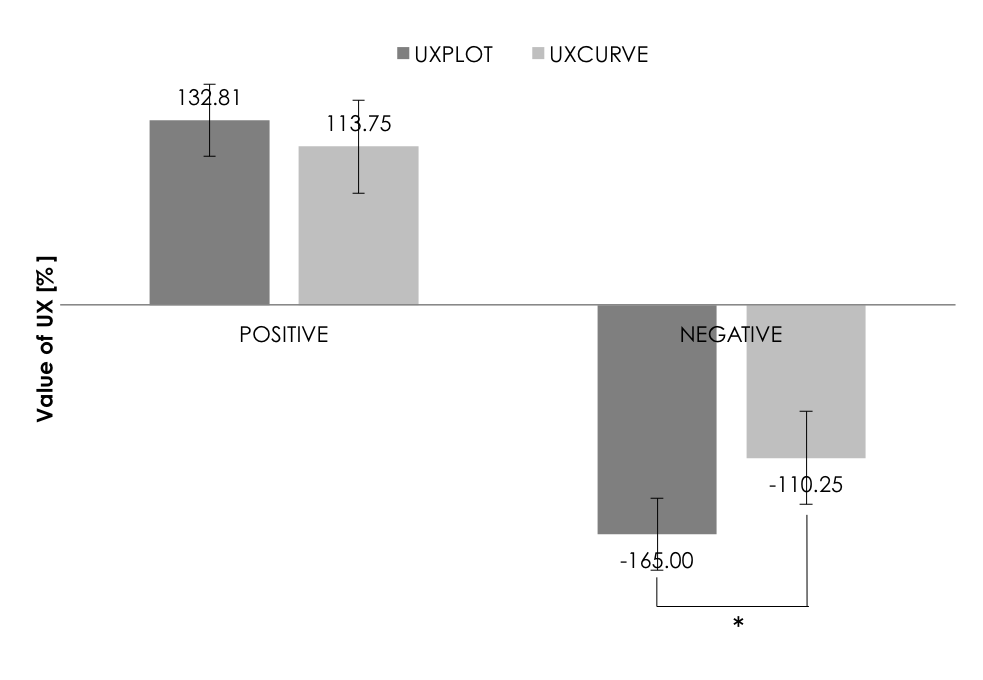 UXPLOT UXCURVE
132.81
113.75
Value of UX [%]
POSITIVE
NEGATIVE
-110.25
-165.00
*